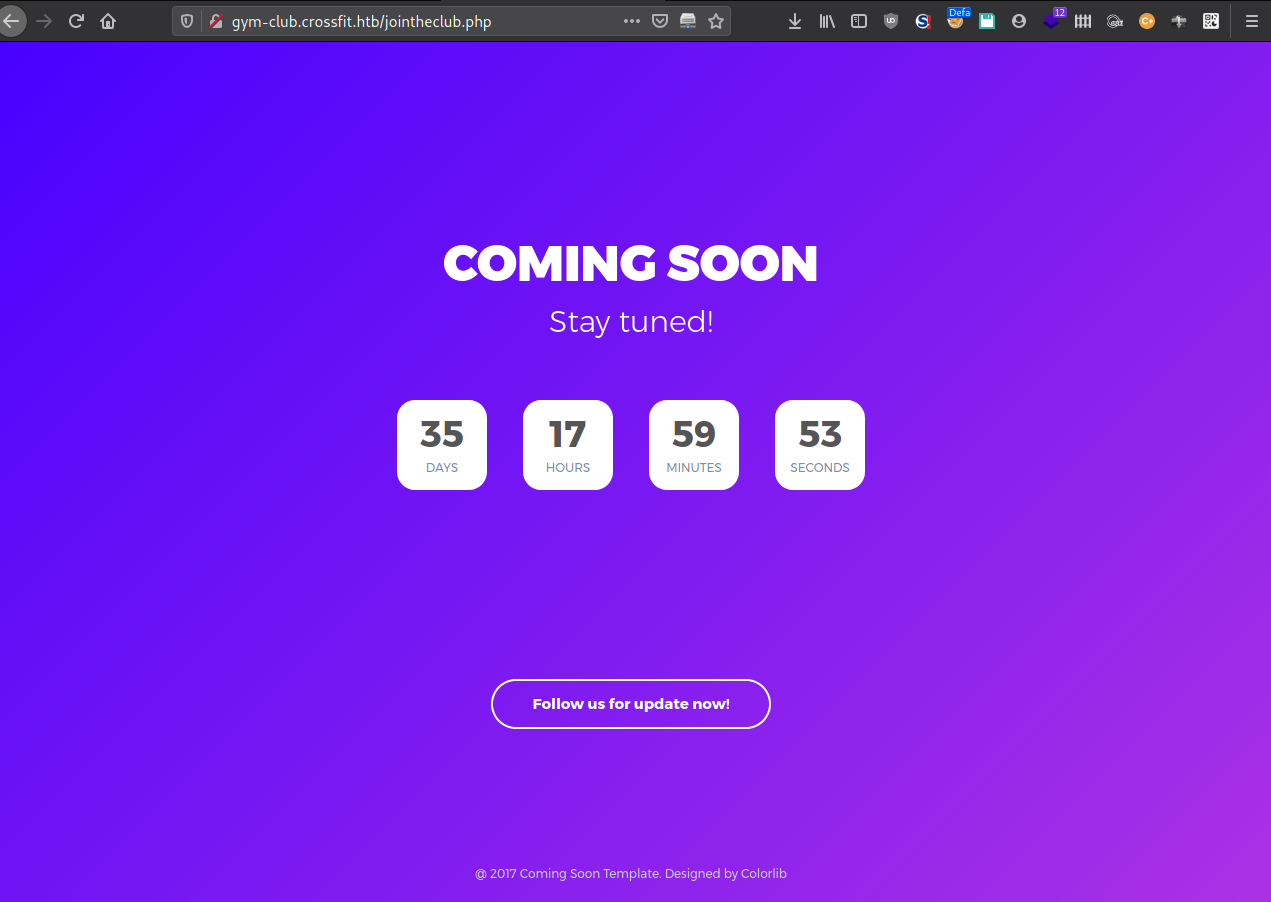 gym-club.crossfit.htb/jointheclub.php
Defa
12
COMING SOON
Stay tuned!
35 17 59 53
DAYS HOURS MINUTES SECONDS
Follow us for update now!
@ 2017 Coming Soon Template. Designed by Colorlib